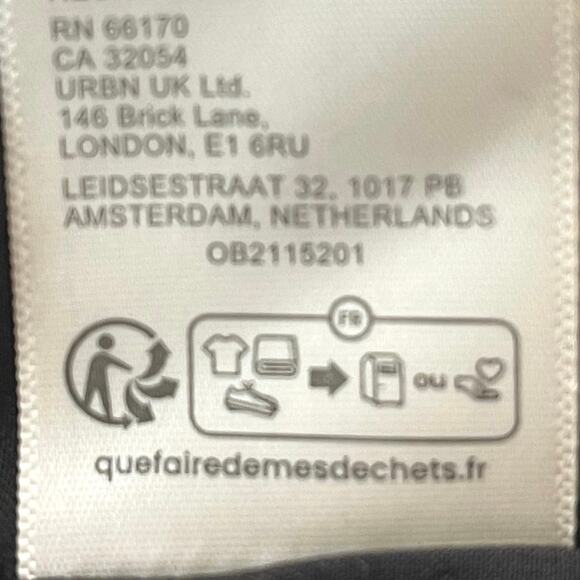 RN 66170
CA 32054
URBN UK Ltd.
146 Brick Lane,
LONDON, E1 6RU
LEIDSESTRAAT 32, 1017 PB
AMSTERDAM, NETHERLANDS
OB2115201
FR
ou
quefairedemesdechets.fr